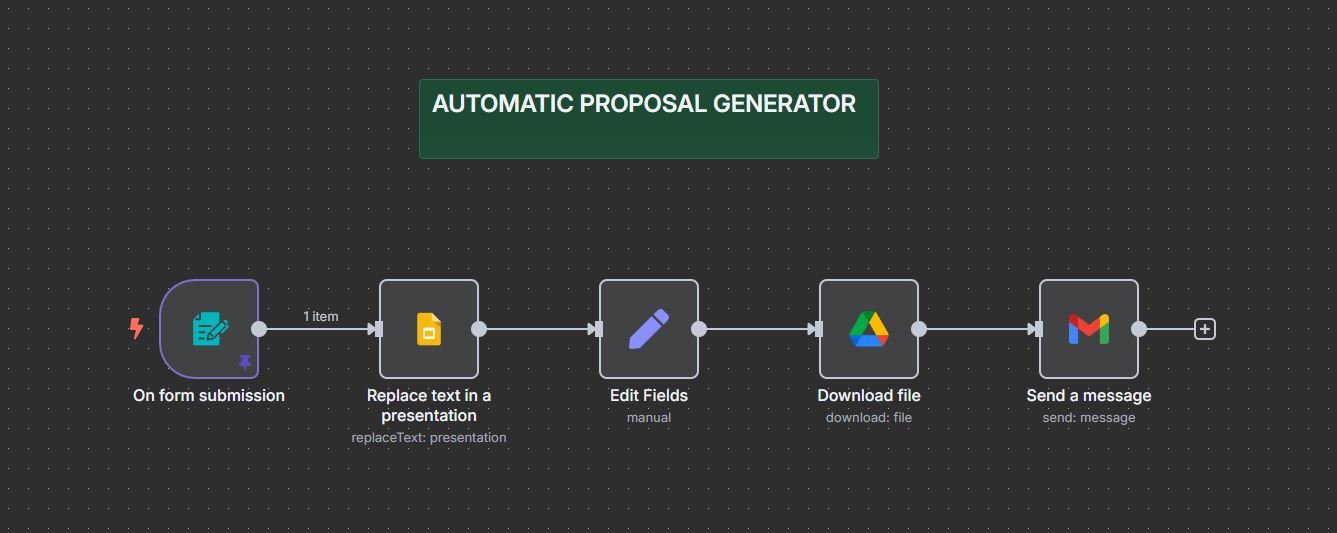 AUTOMATIC PROPOSAL GENERATOR
1 item
On form submission
Replace text in a
presentation
replaceText: presentation
Edit Fields
manual
Download file
download: file
Send a message
send: message